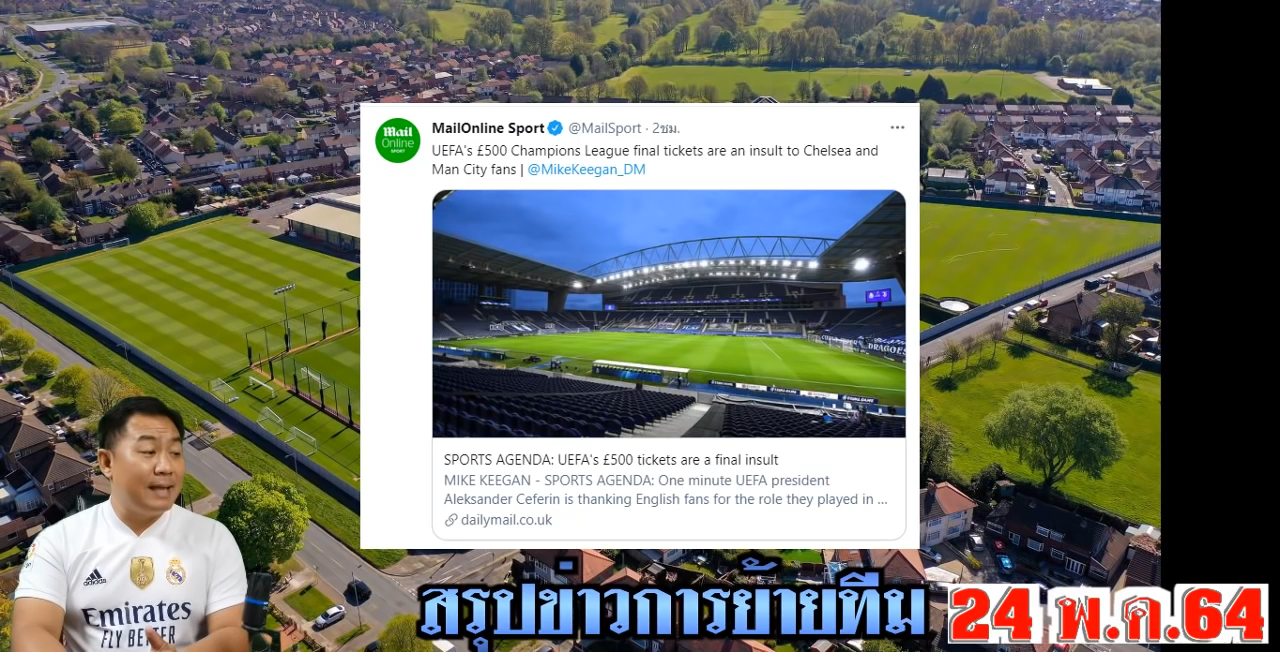 Mail
Online
SPORT
MailOnline Sport @MailSport · 2ชม.
UEFA's £500 Champions League final tickets are an insult to Chelsea and
Man City fans | @MikeKeegan_DM
SPORTS AGENDA: UEFA's £500 tickets are a final insult
MIKE KEEGAN - SPORTS AGENDA: One minute UEFA president
Aleksander Ceferin is thanking English fans for the role they played in ...
dailymail.co.uk
adidas
Emirates
FLY BETTER
สรุปข่าวการย้ายทีม 24 พ.ค.64